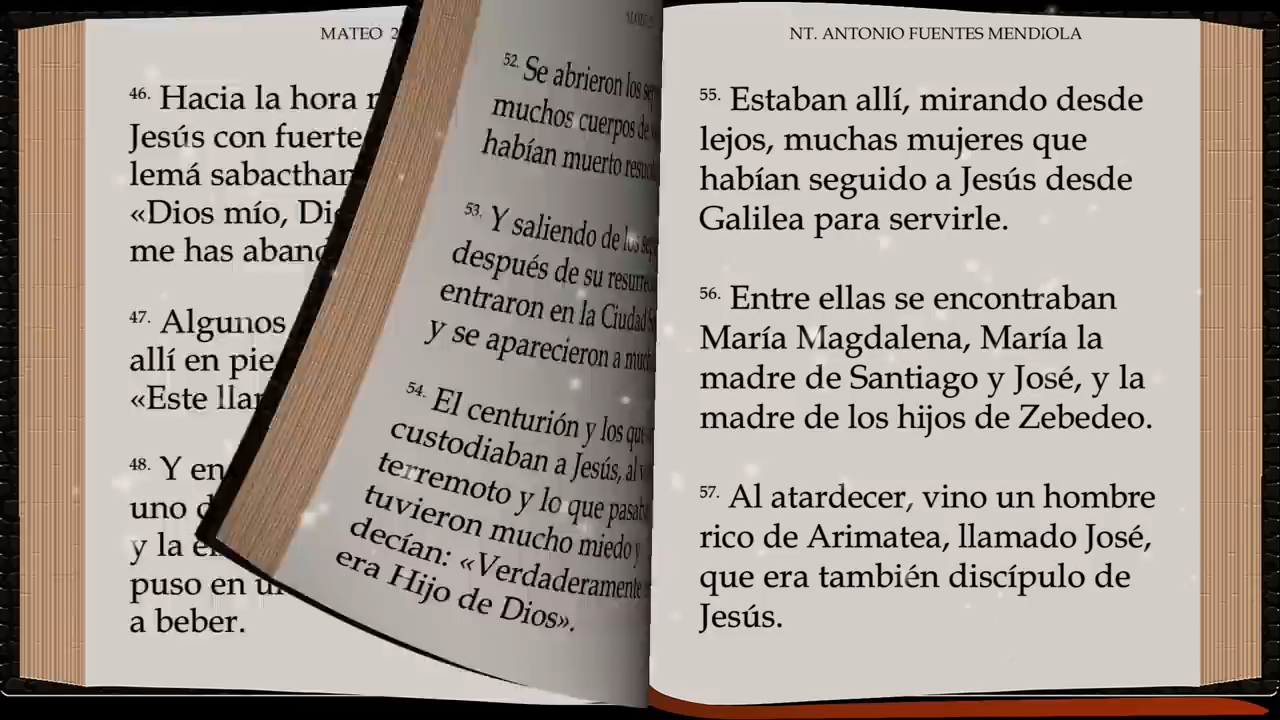 MATEO 2
46. Hacia la hora
Jesús con fuerte
lemá sabacthan
«Dios mío, Di
me has aband
47. Algunos
allí en pie
«Este llam
48. Y en
uno d
y la
puso en
a beber.
52. Se abrieron los
muchos cuerpos de
habían muerto
53. Y saliendo de los
después de su
entraron en la Ciudad
y se aparecieron a
54. El centurión y los que
custodiaban a Jesús, al
terremoto y lo que
tuvieron mucho miedo y
decían: «Verdaderamente
era Hijo de Dios».
NT. ANTONIO FUENTES MENDIOLA
55. Estaban allí, mirando desde
lejos, muchas mujeres que
habían seguido a Jesús desde
Galilea para servirle.
56. Entre ellas se encontraban
María Magdalena, María la
madre de Santiago y José, y la
madre de los hijos de Zebedeo.
57. Al atardecer, vino un hombre
rico de Arimatea, llamado José,
que era también discípulo de
Jesús.